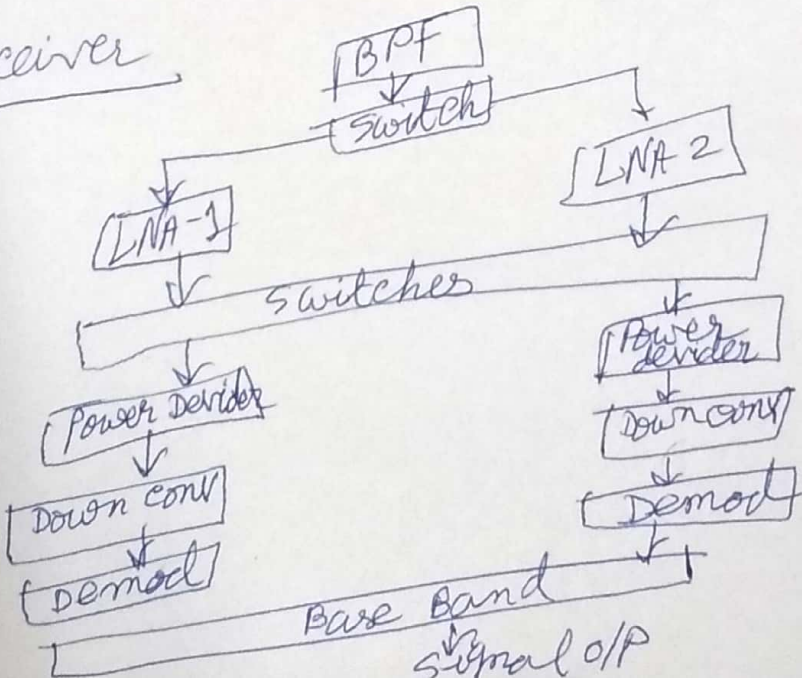 ceiver
BPF
Switch
LNA-1
LNA 2
Switches
Power Devider
Power
devider
Down Conv
Down Conv
Demod
Demod
Base Band
Signal O/P